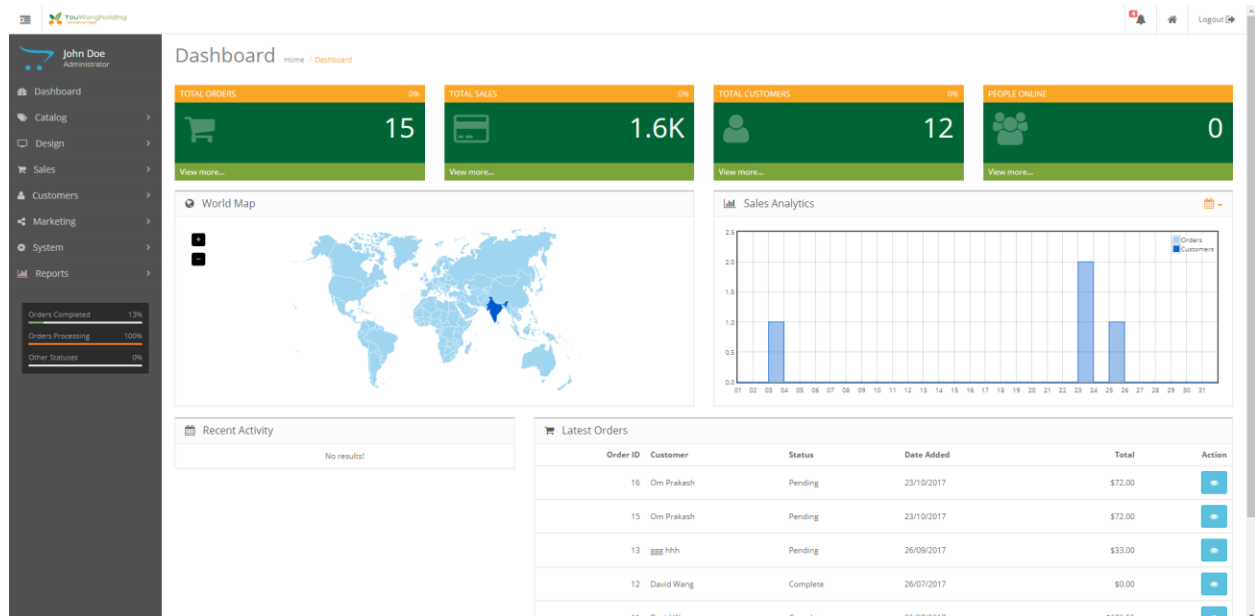 YouWangholding
4
Logout
John Doe
Administrator
Dashboard
Catalog
Design
Sales
Customers
Marketing
System
Reports
Orders Completed 13%
Orders Processing 100%
Other Statuses 0%
Dashboard Home / Dashboard
TOTAL ORDERS 0%
15
View more...
TOTAL SALES 0%
1.6K
View more...
TOTAL CUSTOMERS 0%
12
View more...
PEOPLE ONLINE
0
View more...
World Map
+
-
Sales Analytics
Orders
Customers
2.5
2.0
1.5
1.0
0.5
0.0
01 02 03 04 05 06 07 08 09 10 11 12 13 14 15 16 17 18 19 20 21 22 23 24 25 26 27 28 29 30 31
Recent Activity
No results!
Latest Orders
Order ID Customer Status Date Added Total Action
16 Om Prakash Pending 23/10/2017 $72.00
15 Om Prakash Pending 23/10/2017 $72.00
13 ggg hhh Pending 26/09/2017 $33.00
12 David Wang Complete 26/07/2017 $0.00